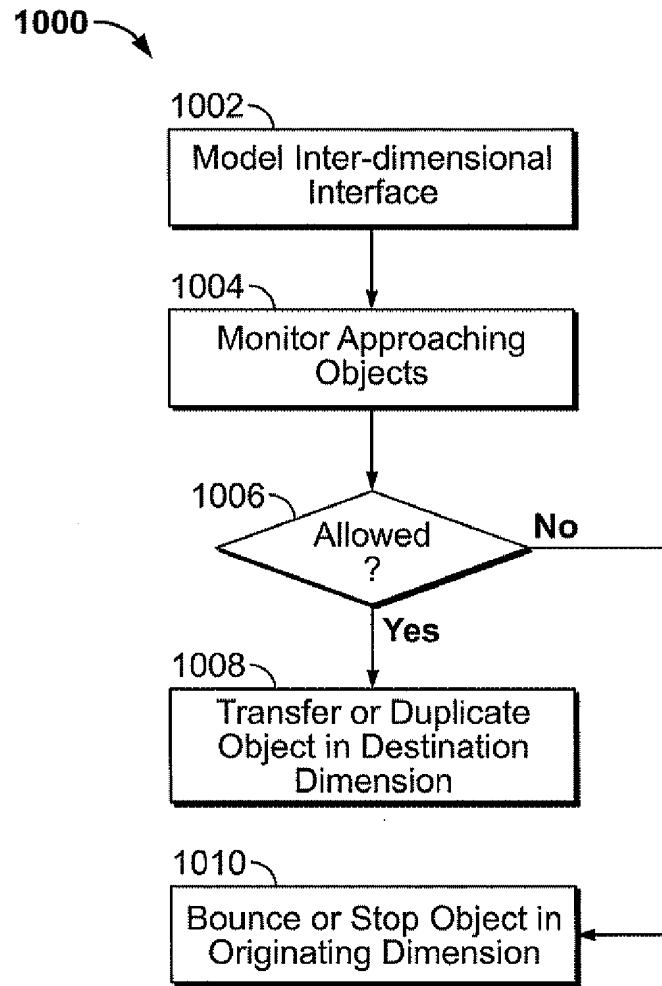 1000
1002
Model Inter-dimensional
Interface
1004
Monitor Approaching
Objects
1006
Allowed
?
No
Yes
1008
Transfer or Duplicate
Object in Destination
Dimension
1010
Bounce or Stop Object in
Originating Dimension